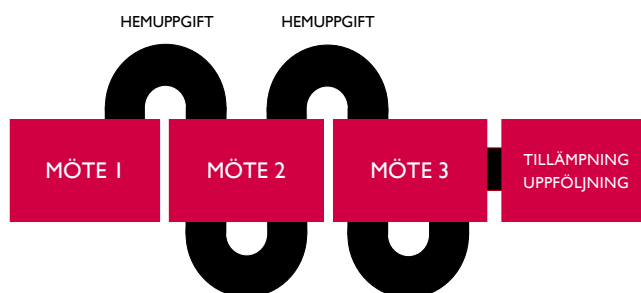 HEMUPPGIFT
HEMUPPGIFT
MÖTE 1
MÖTE 2
MÖTE 3
TILLÄMPNING
UPPFÖLJNING